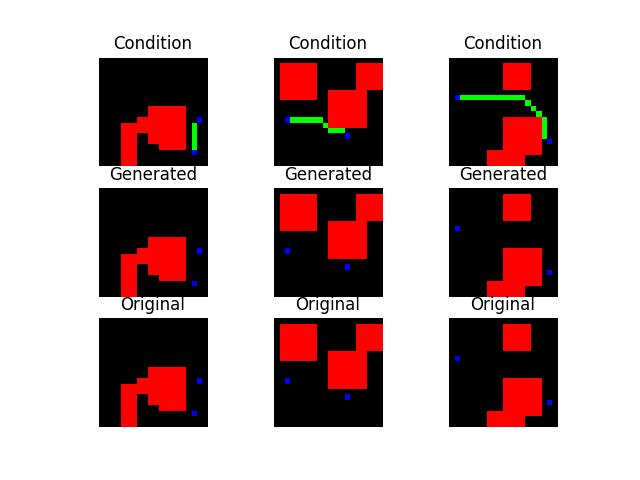 Condition Condition Condition
Generated Generated Generated
Original Original Original